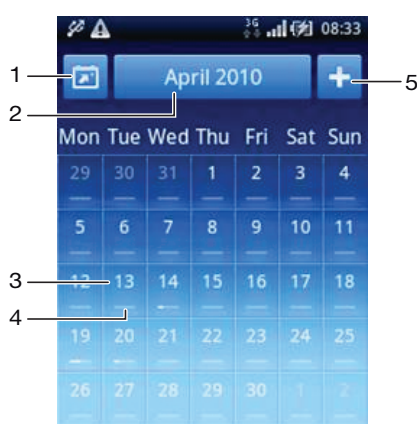 3G 08:33
1 April 2010 5
2
Mon Tue Wed Thu Fri Sat Sun
29 30 31 1 2 3 4
5 6 7 8 9 10 11
3 12 13 14 15 16 17 18
4
19 20 21 22 23 24 25
26 27 28 29 30 1 2